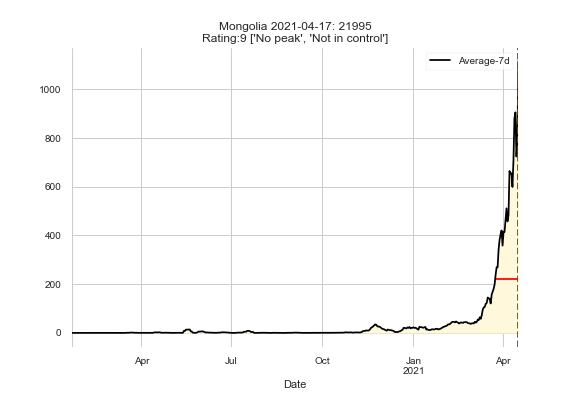 Mongolia 2021-04-17: 21995
Rating:9 ['No peak', 'Not in control']
Average-7d
1000
800
600
400
200
0
Apr
Jul
Oct
Jan
2021
Apr
Date